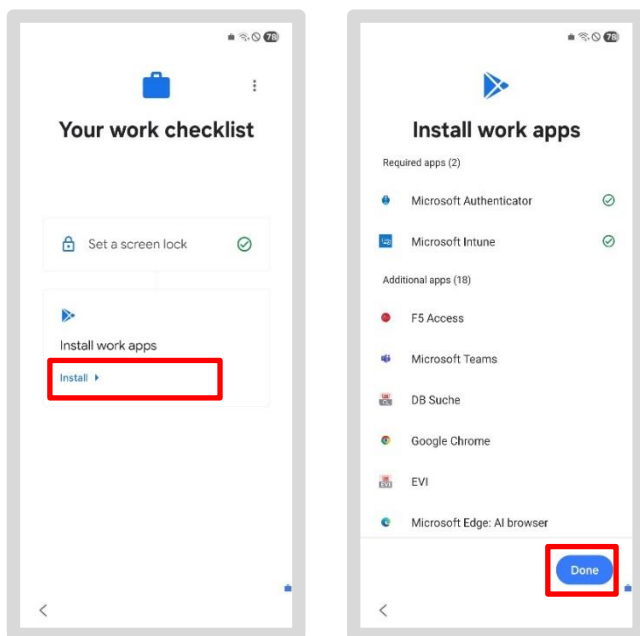 78
Your work checklist
Set a screen lock
Install work apps
Install
78
Install work apps
Required apps (2)
Microsoft Authenticator
Microsoft Intune
Additional apps (18)
F5 Access
Microsoft Teams
DB Suche
Google Chrome
EVI
Microsoft Edge: AI browser
Done